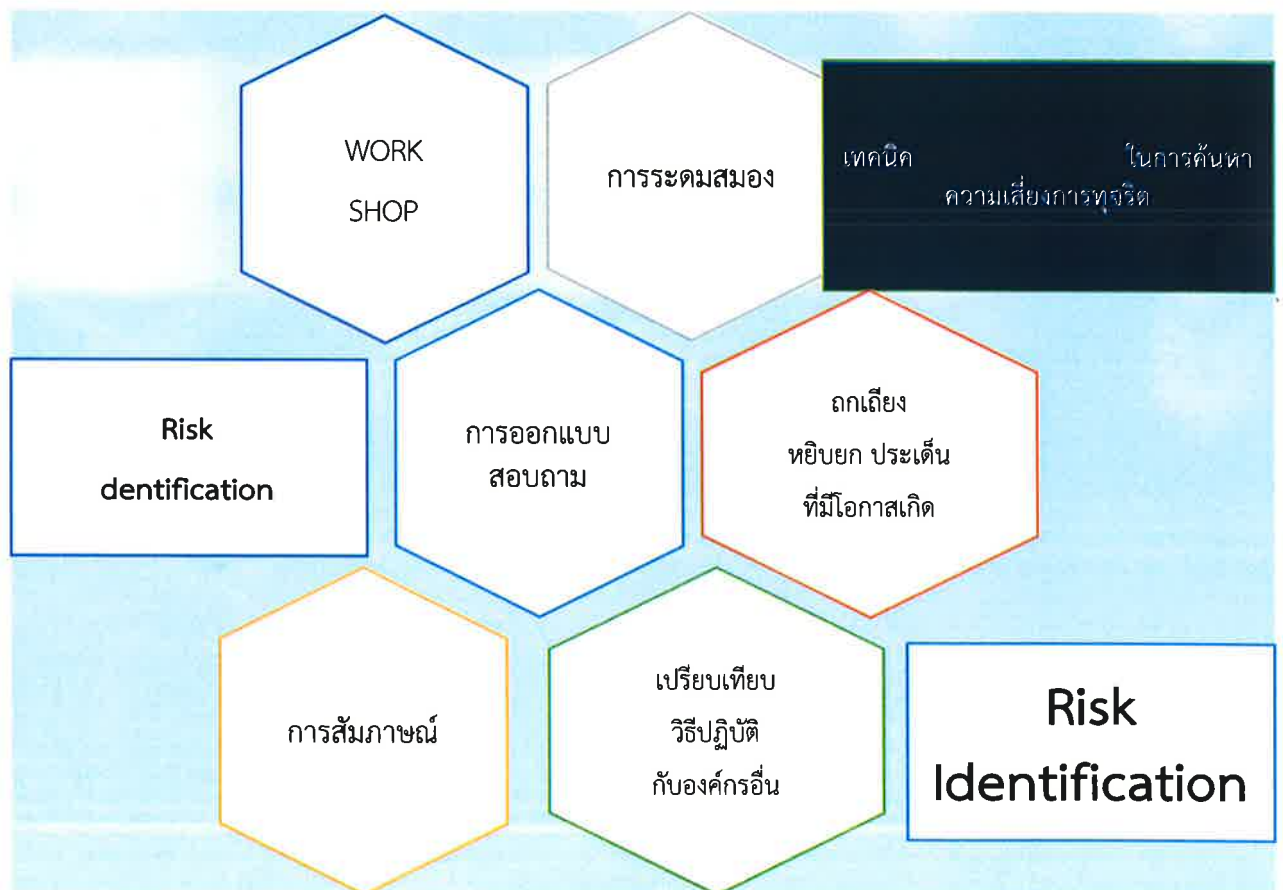 WORK
SHOP
การระดมสมอง
เทคนิค ในการค้นหา
ความเสี่ยงการทุจริต
Risk
dentification
การออกแบบ
สอบถาม
ถกเถียง
หยิบยก ประเด็น
ที่มีโอกาสเกิด
การสัมภาษณ์
เปรียบเทียบ
วิธีปฏิบัติ
กับองค์กรอื่น
Risk
Identification